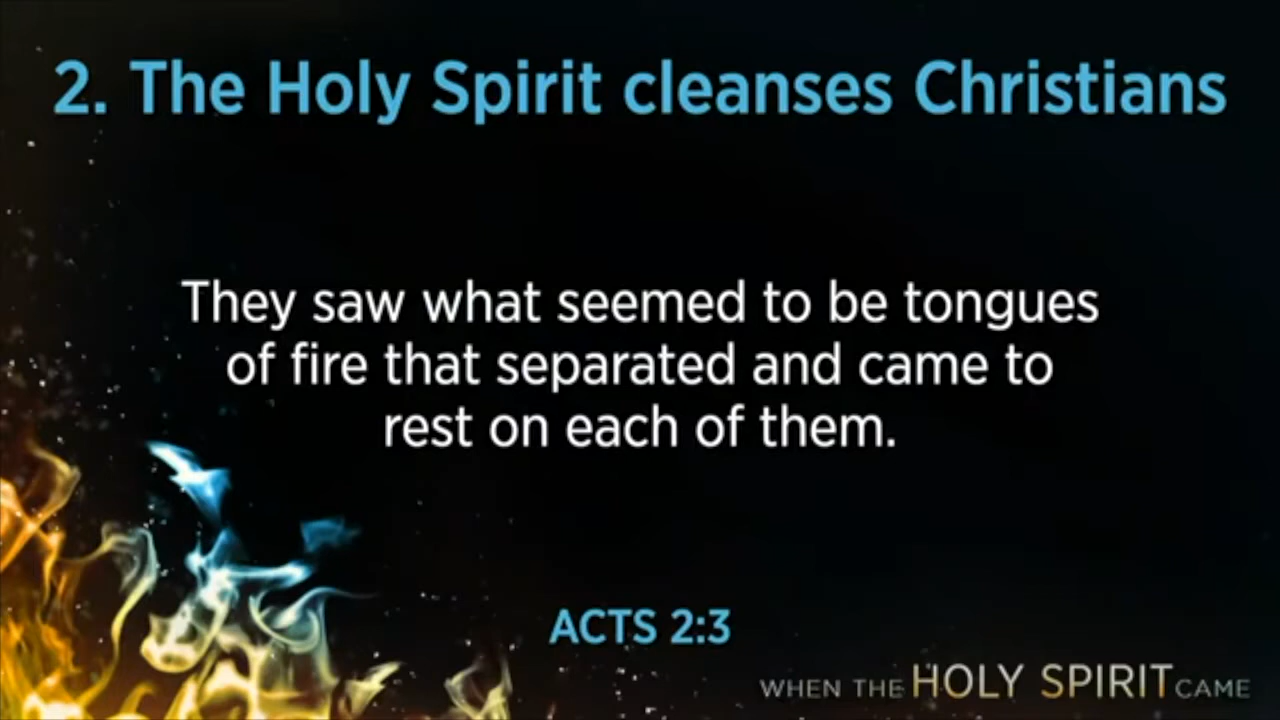 2. The Holy Spirit cleanses Christians
They saw what seemed to be tongues
of fire that separated and came to
rest on each of them.
ACTS 2:3
WHEN THE HOLY SPIRIT CAME